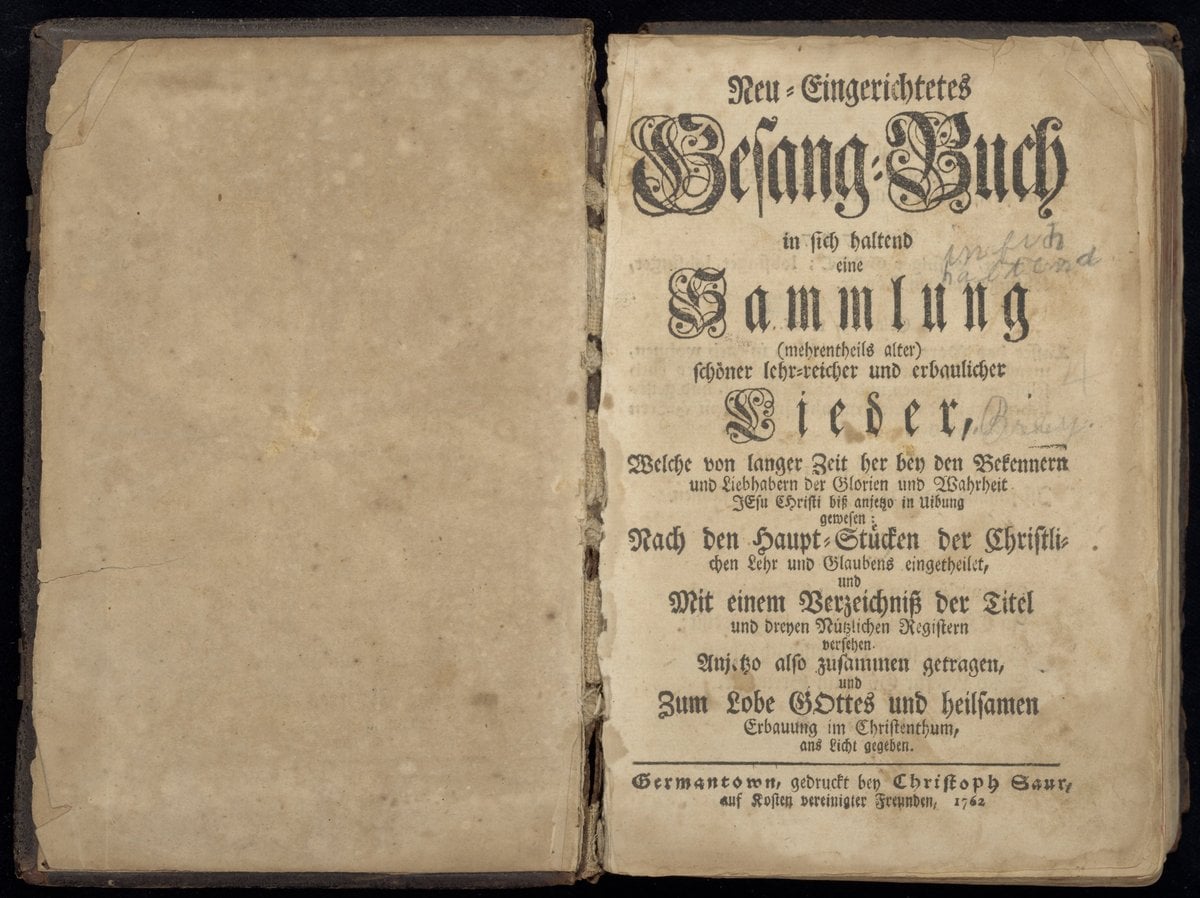 Neu-Eingerichtetes
Gesang-Buch
in sich haltend
eine
Sammlung
(mehrentheils alter)
schöner lehr-reicher und erbaulicher
Lieder,
Welche von langer Zeit her bey den Bekennern
und Liebhabern der Glorien und Wahrheit
JEsu CHristi biß anjetzo in Uibung
gewesen:
Nach den Haupt-Stücken der Christli-
chen Lehr und Glaubens eingetheilet,
und
Mit einem Verzeichniß der Titel
und dreyen Nützlichen Registern
versehen.
Anjetzo also zusammen getragen,
und
Zum Lobe GOttes und heilsamen
Erbauung im Christenthum,
ans Licht gegeben.
Germantown, gedruckt bey Christoph Saur,
auf Kosten vereinigter Freunden, 1762